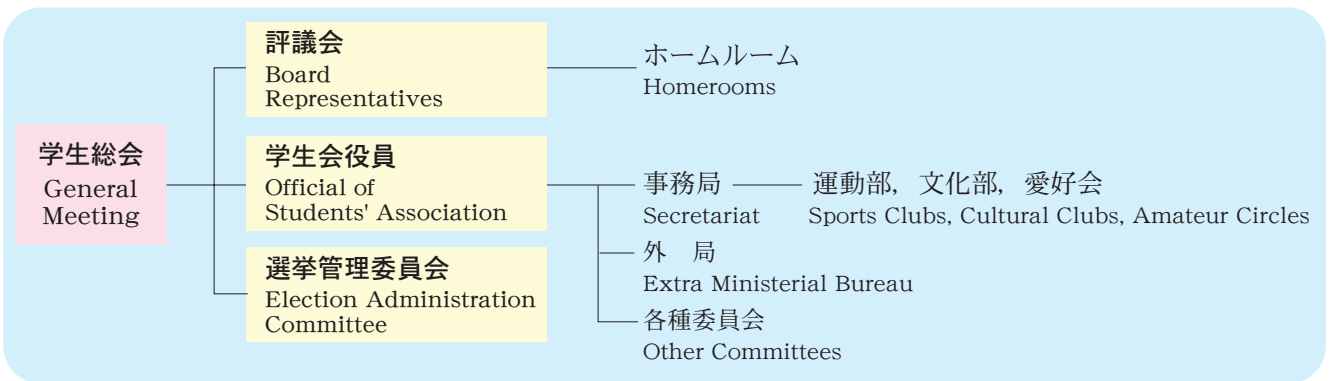 学生総会
General
Meeting
評議会
Board
Representatives
ホームルーム
Homerooms
学生会役員
Official of
Students' Association
事務局
Secretariat
運動部，文化部，愛好会
Sports Clubs, Cultural Clubs, Amateur Circles
外　局
Extra Ministerial Bureau
各種委員会
Other Committees
選挙管理委員会
Election Administration
Committee